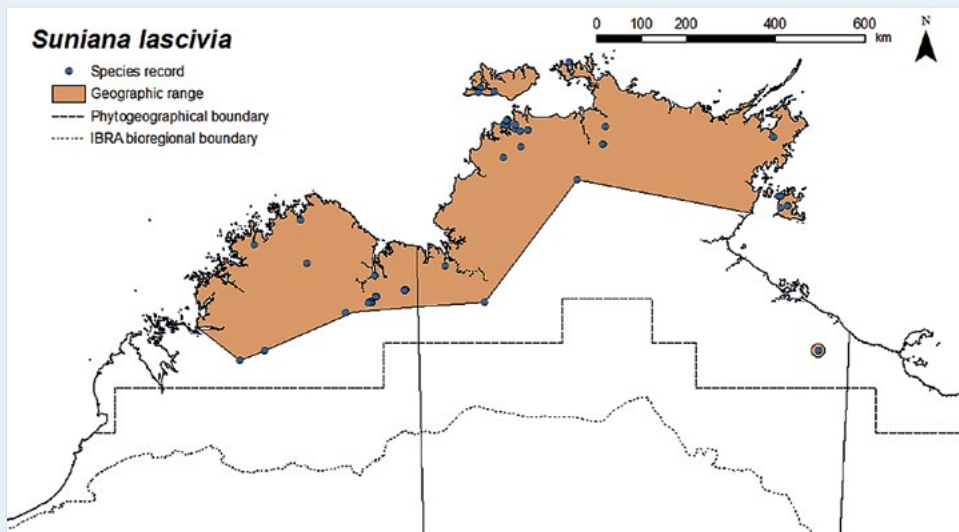 Suniana lascivia
Species record
Geographic range
Phytogeographical boundary
IBRA bioregional boundary
0 100 200 400 600
km
N